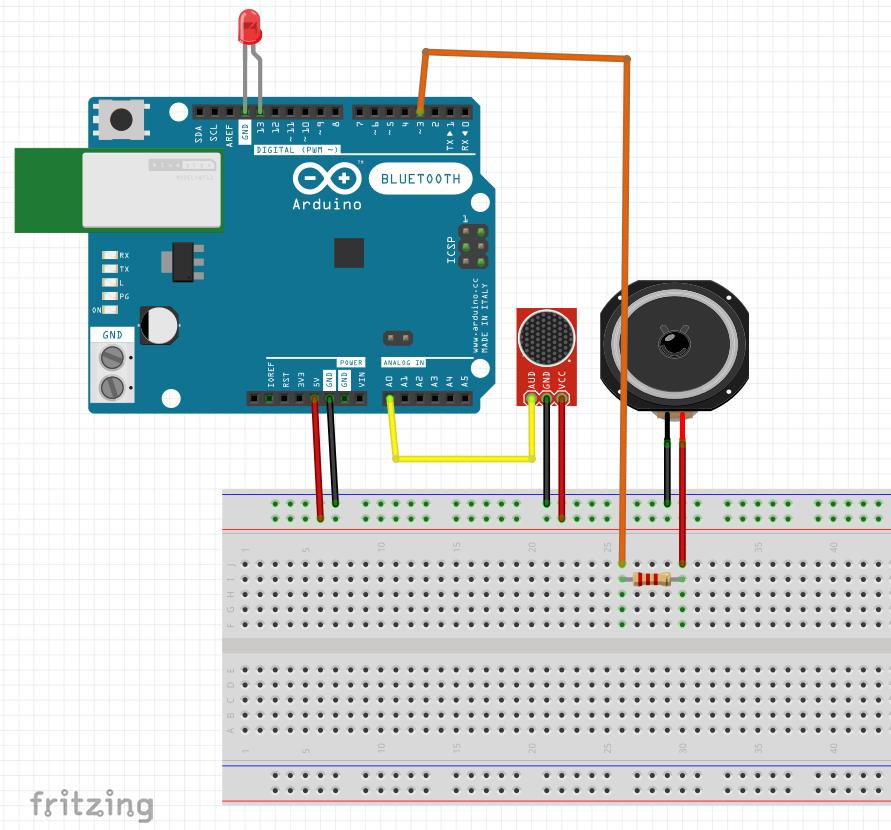 SDA
SCL
AREF
GND
13
12
~11
~10
~9
8
7
~6
~5
4
~3
2
TX ▶ 1
RX ◀ 0
DIGITAL (PWM ~)
TM
Arduino
BLUETOOTH
1
ICSP
www.arduino.cc
MADE IN ITALY
RX
TX
L
PG
ON
GND
POWER
ANALOG IN
IOREF
RST
3V3
5V
GND
GND
VIN
A0
A1
A2
A3
A4
A5
AUD
GND
VCC
1 5 10 15 20 25 35 40
J
I
H
G
F
E
D
C
B
A
1 5 10 15 20 25 30 35 40
fritzing